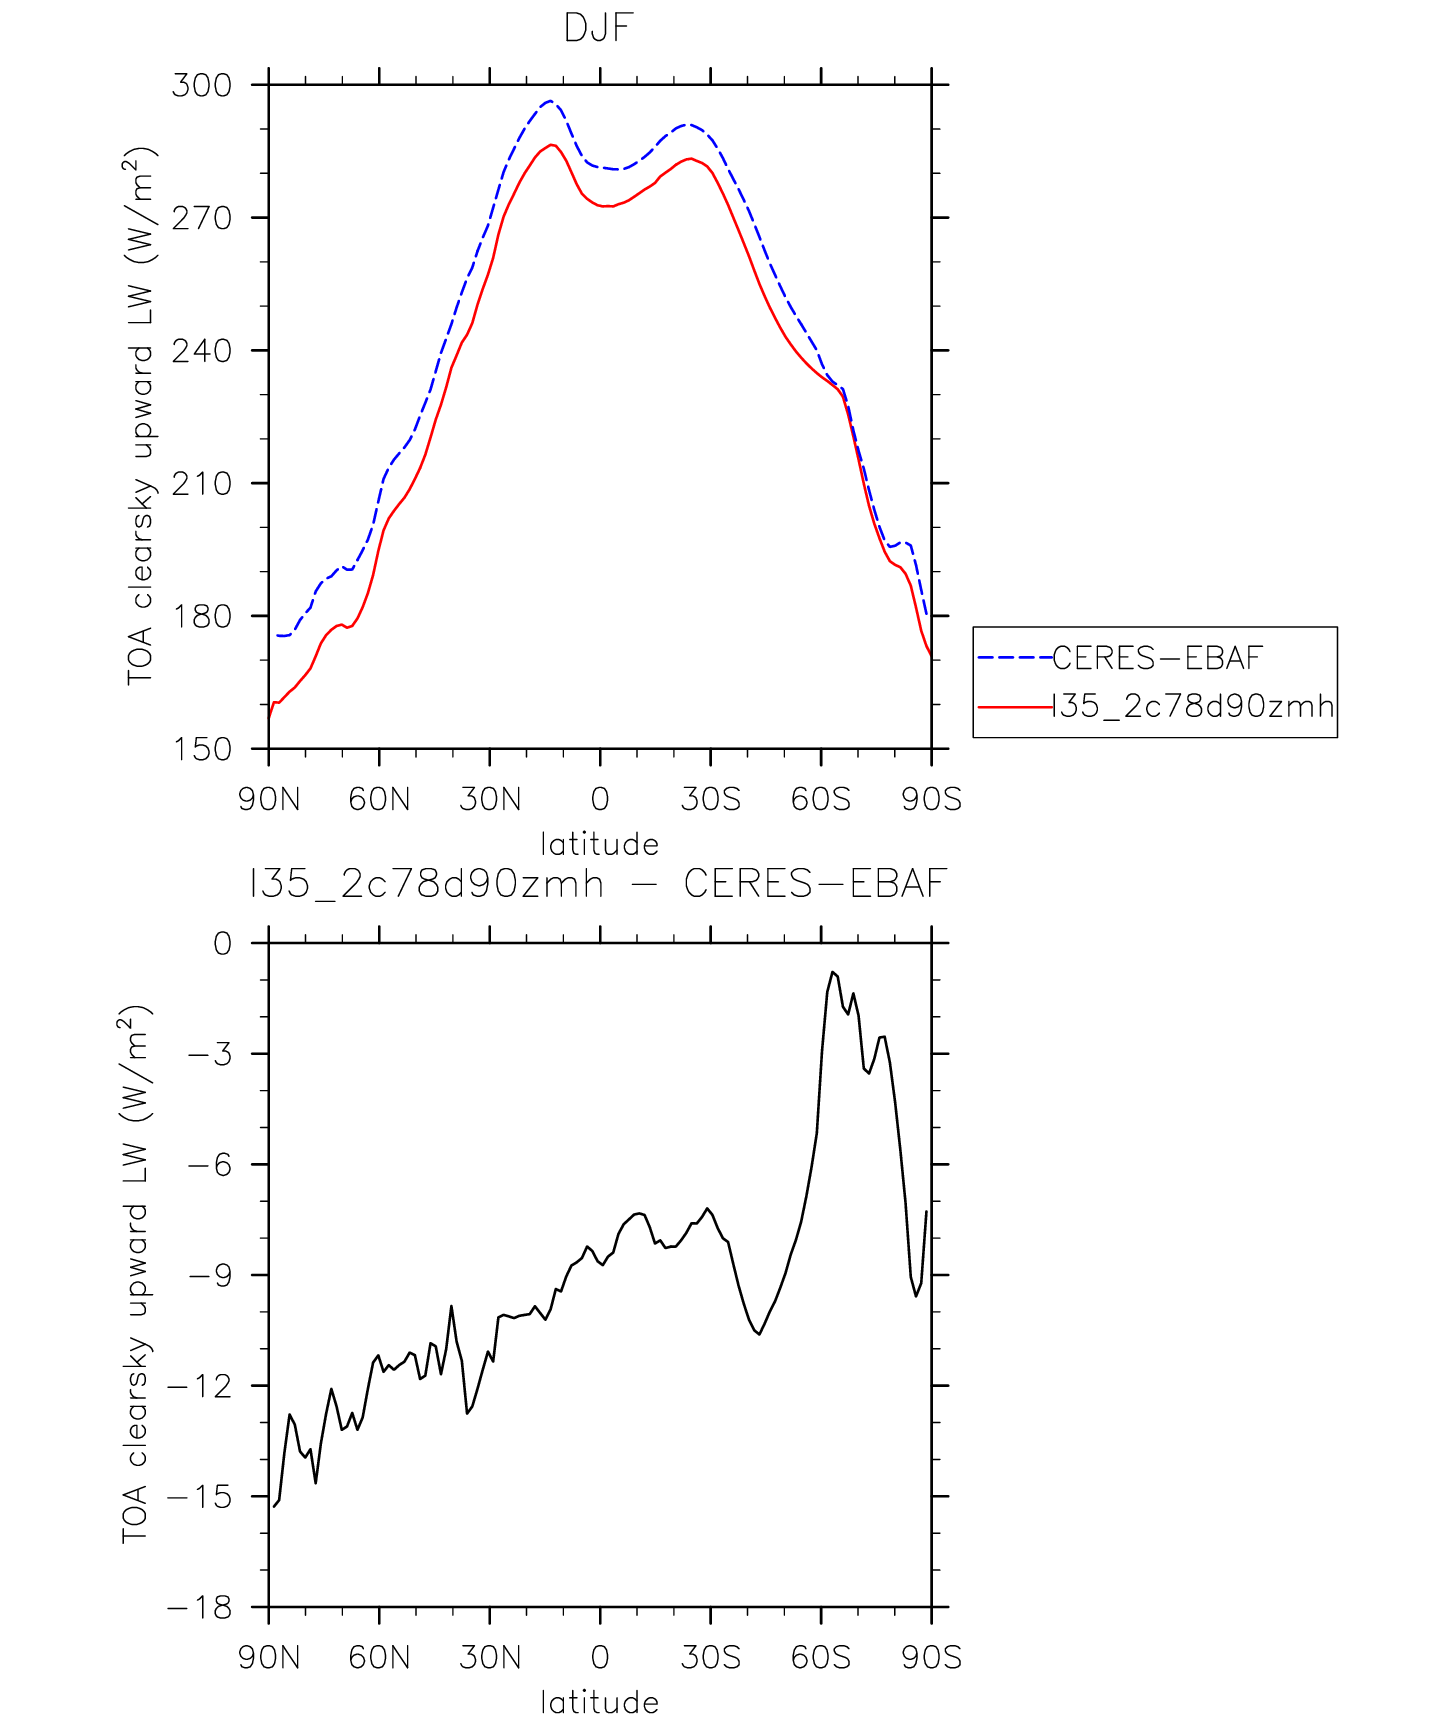 DJF
TOA clearsky upward LW (W/m²)
300
270
240
210
180
150
90N 60N 30N 0 30S 60S 90S
latitude
CERES-EBAF
I35_2c78d90zmh
I35_2c78d90zmh - CERES-EBAF
TOA clearsky upward LW (W/m²)
0
-3
-6
-9
-12
-15
-18
90N 60N 30N 0 30S 60S 90S
latitude